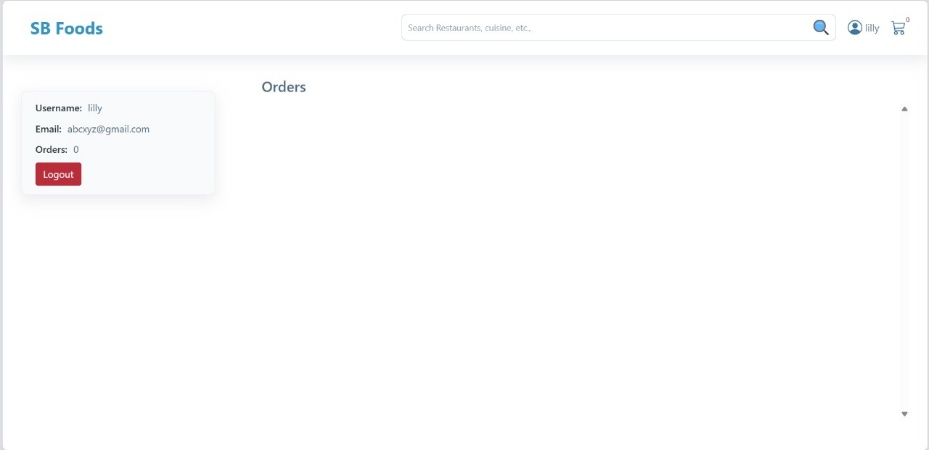 SB Foods
Search Restaurants, cuisine, etc.,
lilly
0
Orders
Username: lilly
Email: abcxyz@gmail.com
Orders: 0
Logout